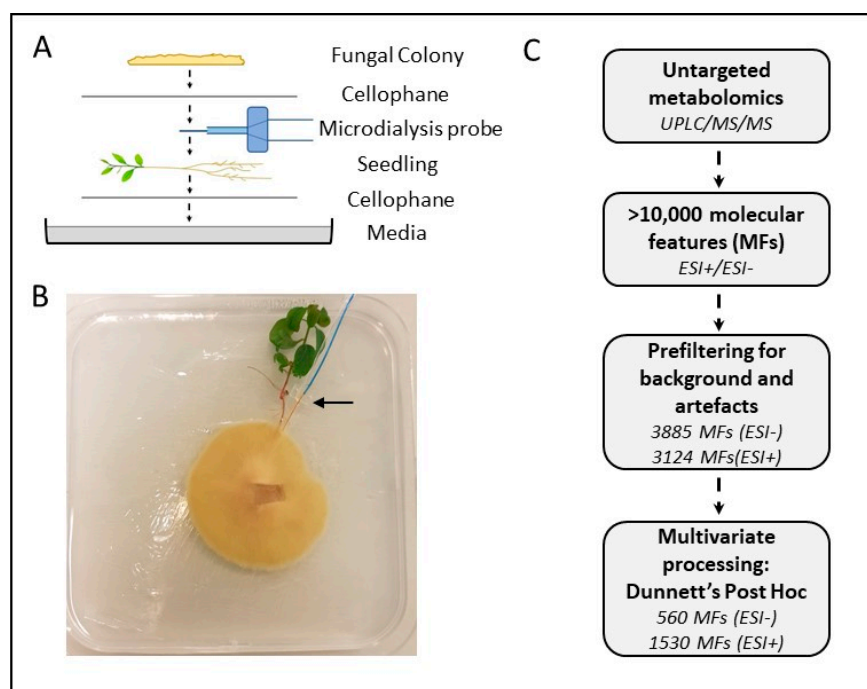 A
Fungal Colony
Cellophane
Microdialysis probe
Seedling
Cellophane
Media
B
C
Untargeted
metabolomics
UPLC/MS/MS
>10,000 molecular
features (MFs)
ESI+/ESI-
Prefiltering for
background and
artefacts
3885 MFs (ESI-)
3124 MFs(ESI+)
Multivariate
processing:
Dunnett’s Post Hoc
560 MFs (ESI-)
1530 MFs (ESI+)